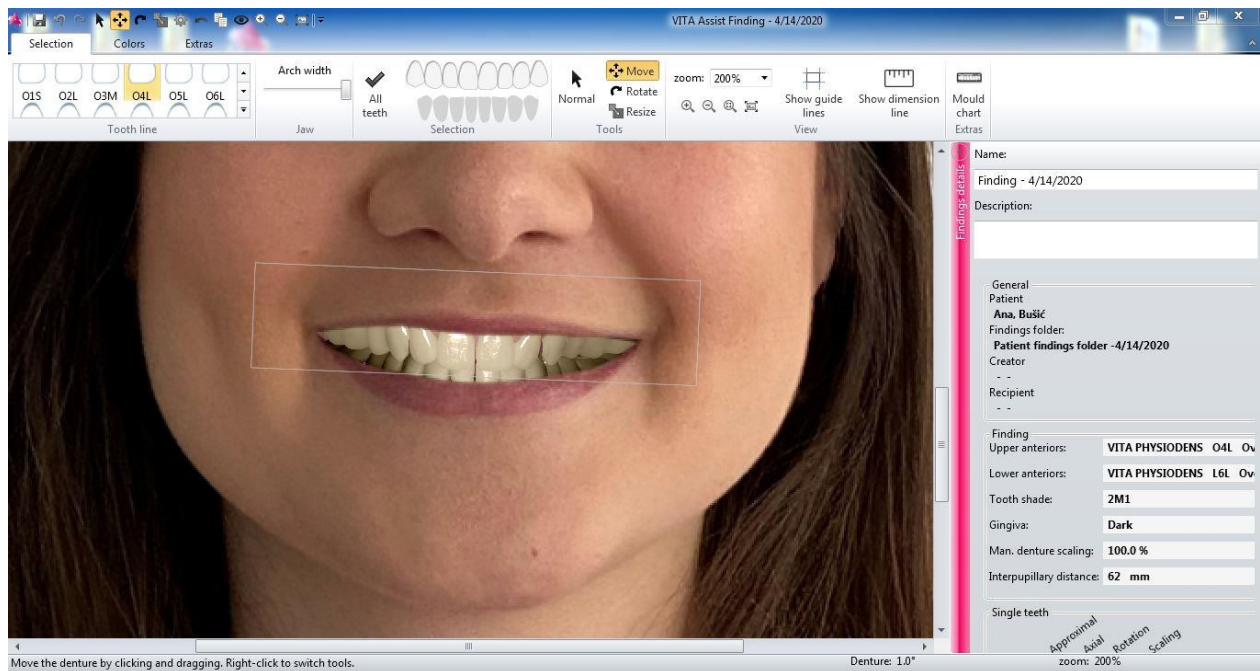 VITA Assist Finding - 4/14/2020
Selection Colors Extras
O1S O2L O3M O4L O5L O6L
Tooth line
Arch width
Jaw
All teeth
Selection
Normal
Move
Rotate
Resize
Tools
zoom: 200%
Show guide lines
Show dimension line
View
Mould chart
Extras
Findings details
Name:
Finding - 4/14/2020
Description:
General
Patient
Ana, Bušić
Findings folder:
Patient findings folder -4/14/2020
Creator
- -
Recipient
- -
Finding
Upper anteriors: VITA PHYSIODENS O4L Ov
Lower anteriors: VITA PHYSIODENS L6L Ov
Tooth shade: 2M1
Gingiva: Dark
Man. denture scaling: 100.0 %
Interpupillary distance: 62 mm
Single teeth
Approximal Axial Rotation Scaling
Move the denture by clicking and dragging. Right-click to switch tools. Denture: 1.0° zoom: 200%